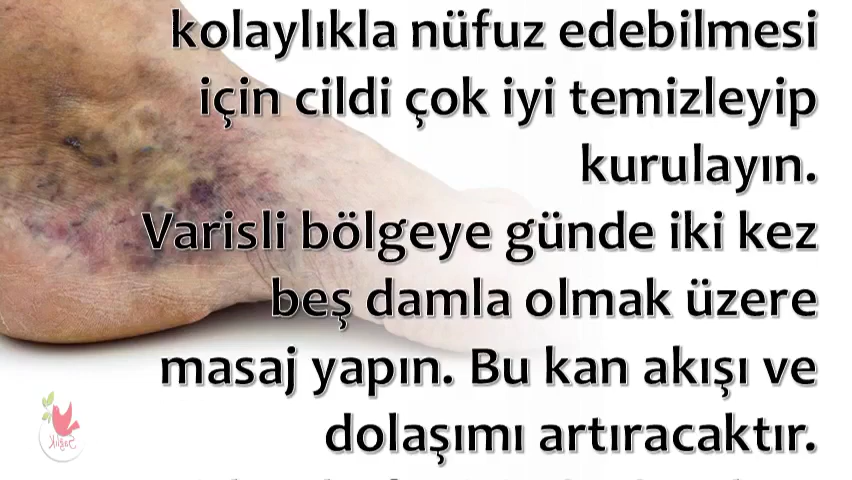 kolaylıkla nüfuz edebilmesi
için cildi çok iyi temizleyip
kurulayın.
Varisli bölgeye günde iki kez
beş damla olmak üzere
masaj yapın. Bu kan akışı ve
dolaşımı artıracaktır.
Sağlık